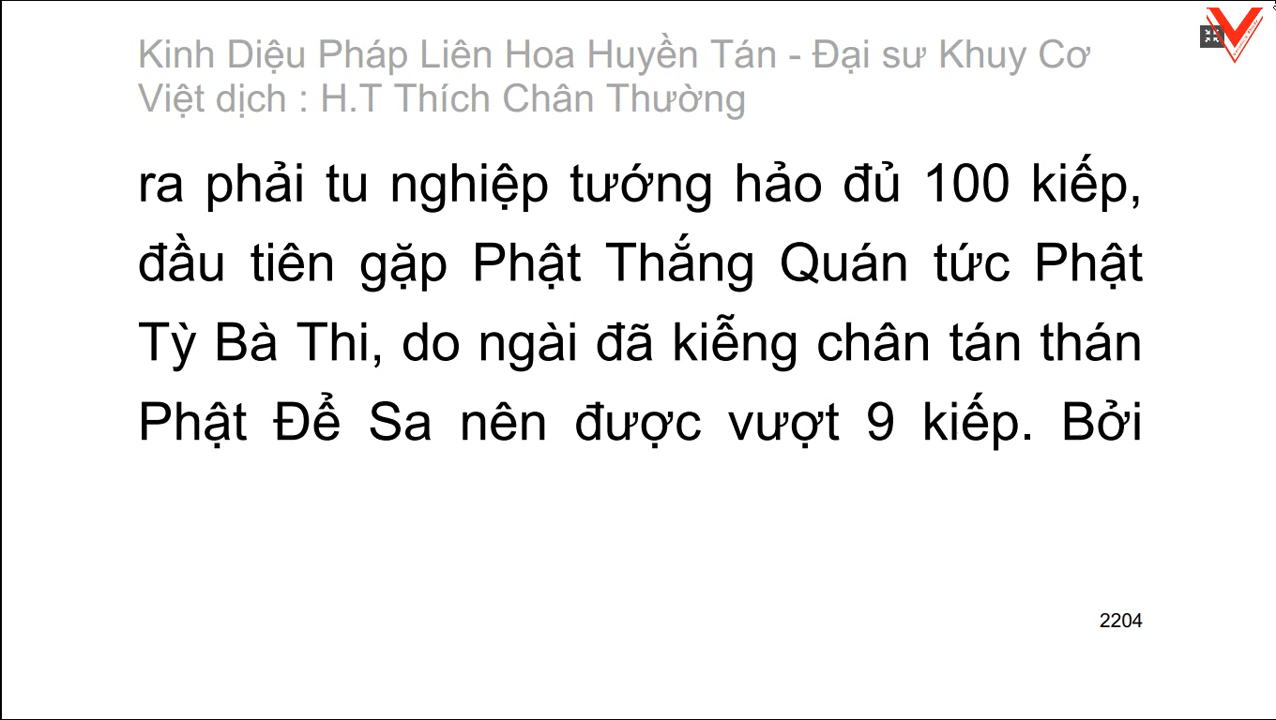 Kinh Diệu Pháp Liên Hoa Huyền Tán - Đại sư Khuy Cơ
Việt dịch : H.T Thích Chân Thường
ra phải tu nghiệp tướng hảo đủ 100 kiếp,
đầu tiên gặp Phật Thắng Quán tức Phật
Tỳ Bà Thi, do ngài đã kiễng chân tán thán
Phật Để Sa nên được vượt 9 kiếp. Bởi
2204